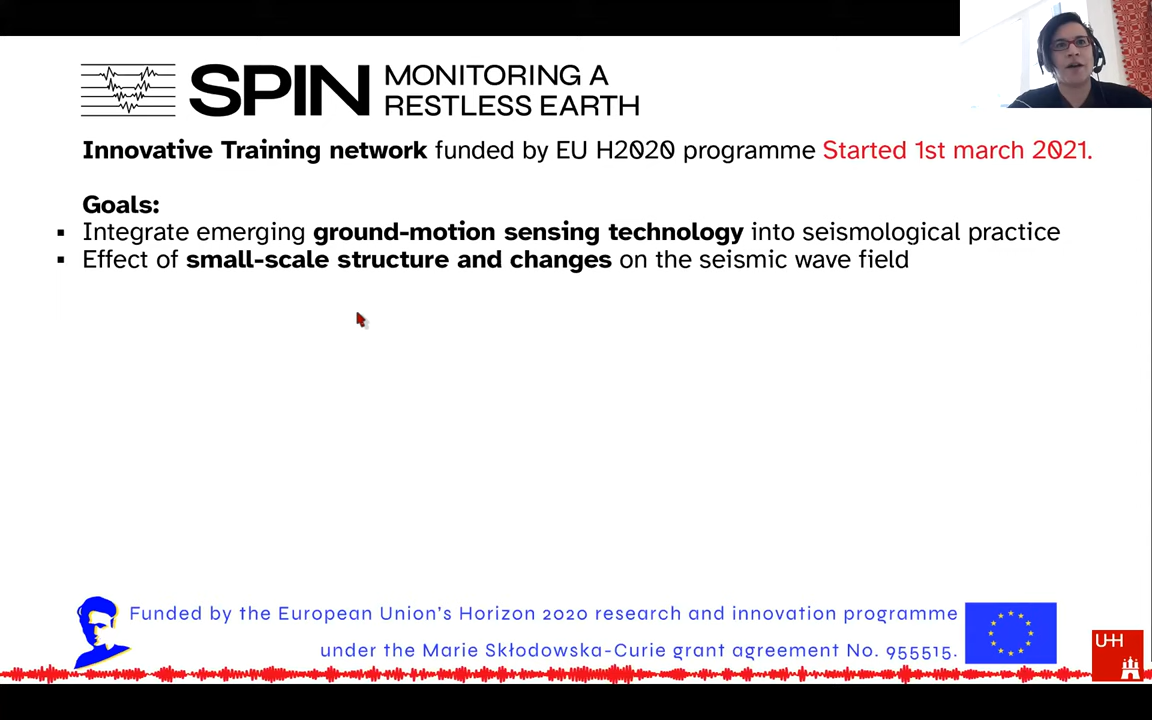 SPIN MONITORING A
RESTLESS EARTH
Innovative Training network funded by EU H2020 programme Started 1st march 2021.
Goals:
▪ Integrate emerging ground-motion sensing technology into seismological practice
▪ Effect of small-scale structure and changes on the seismic wave field
Funded by the European Union's Horizon 2020 research and innovation programme
under the Marie Skłodowska-Curie grant agreement No. 955515.
UHH